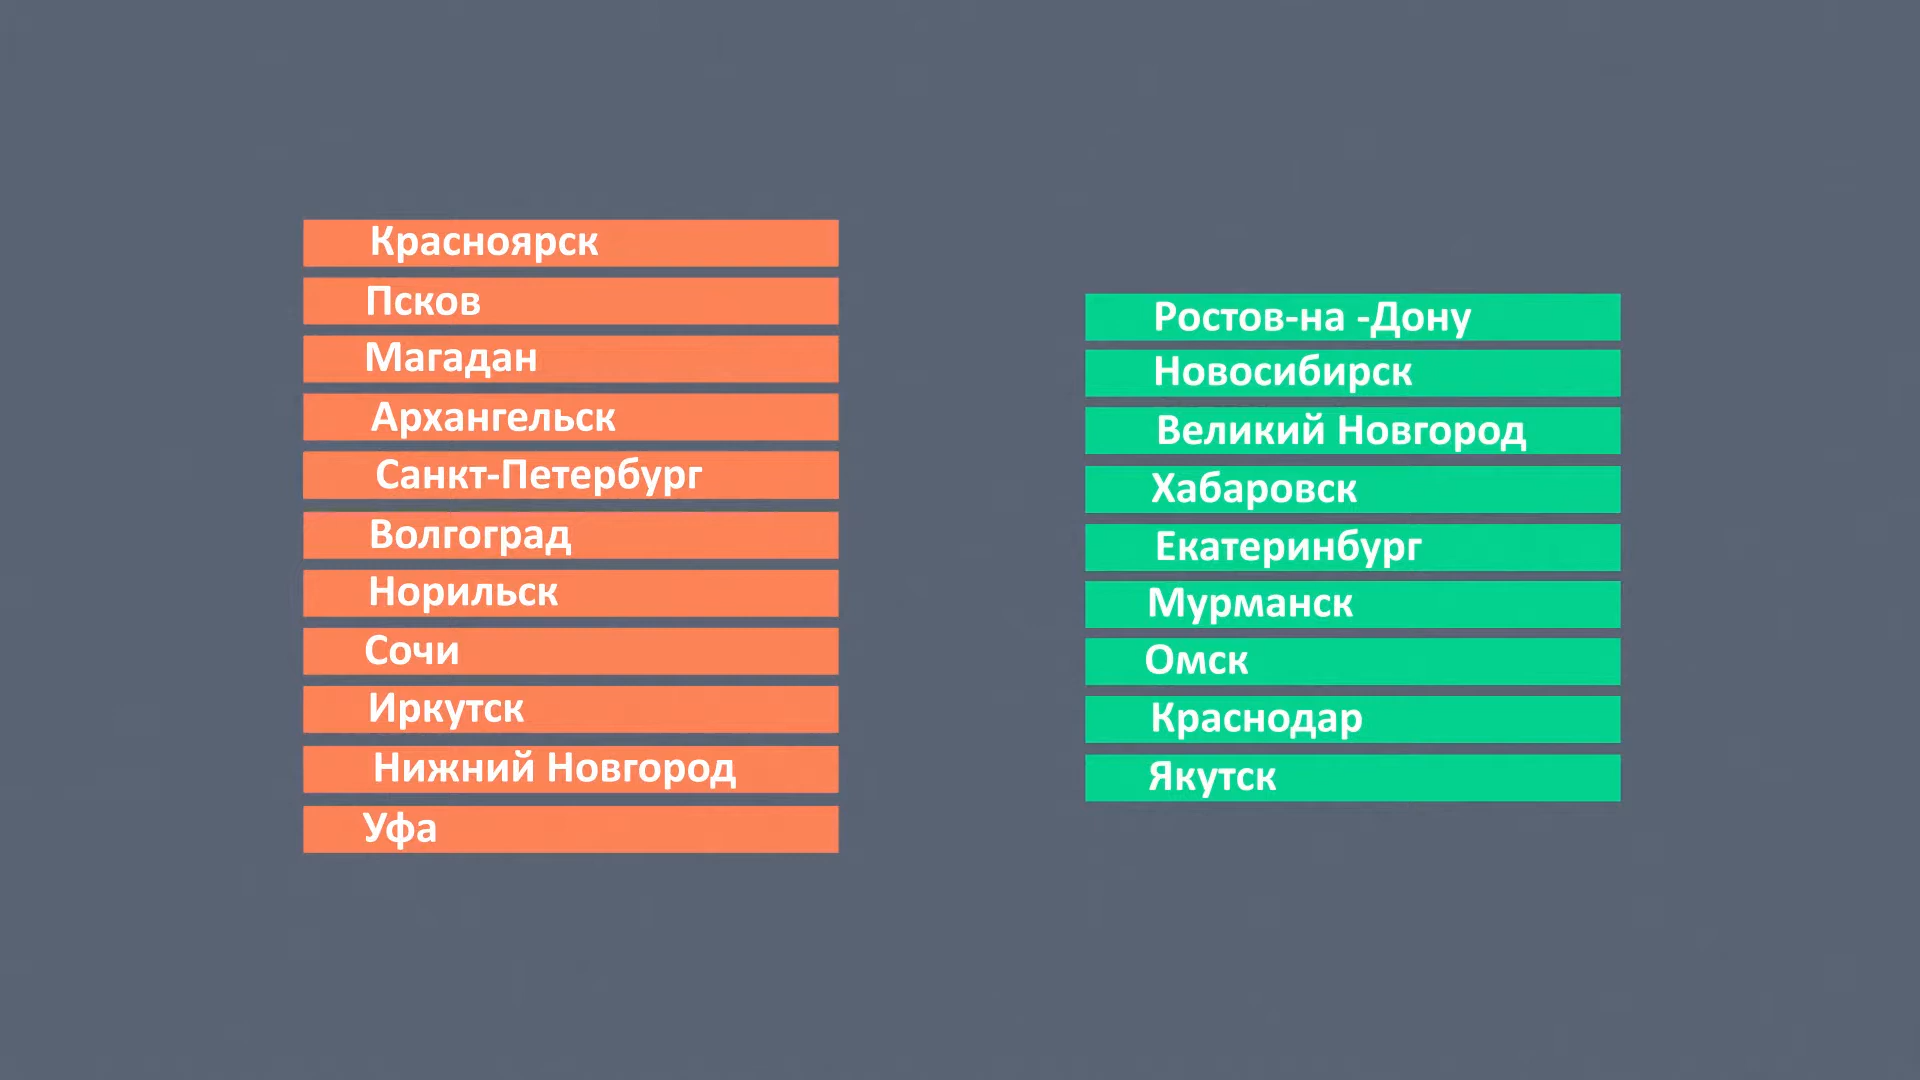 Красноярск
Псков
Магадан
Архангельск
Санкт-Петербург
Волгоград
Норильск
Сочи
Иркутск
Нижний Новгород
Уфа
Ростов-на -Дону
Новосибирск
Великий Новгород
Хабаровск
Екатеринбург
Мурманск
Омск
Краснодар
Якутск